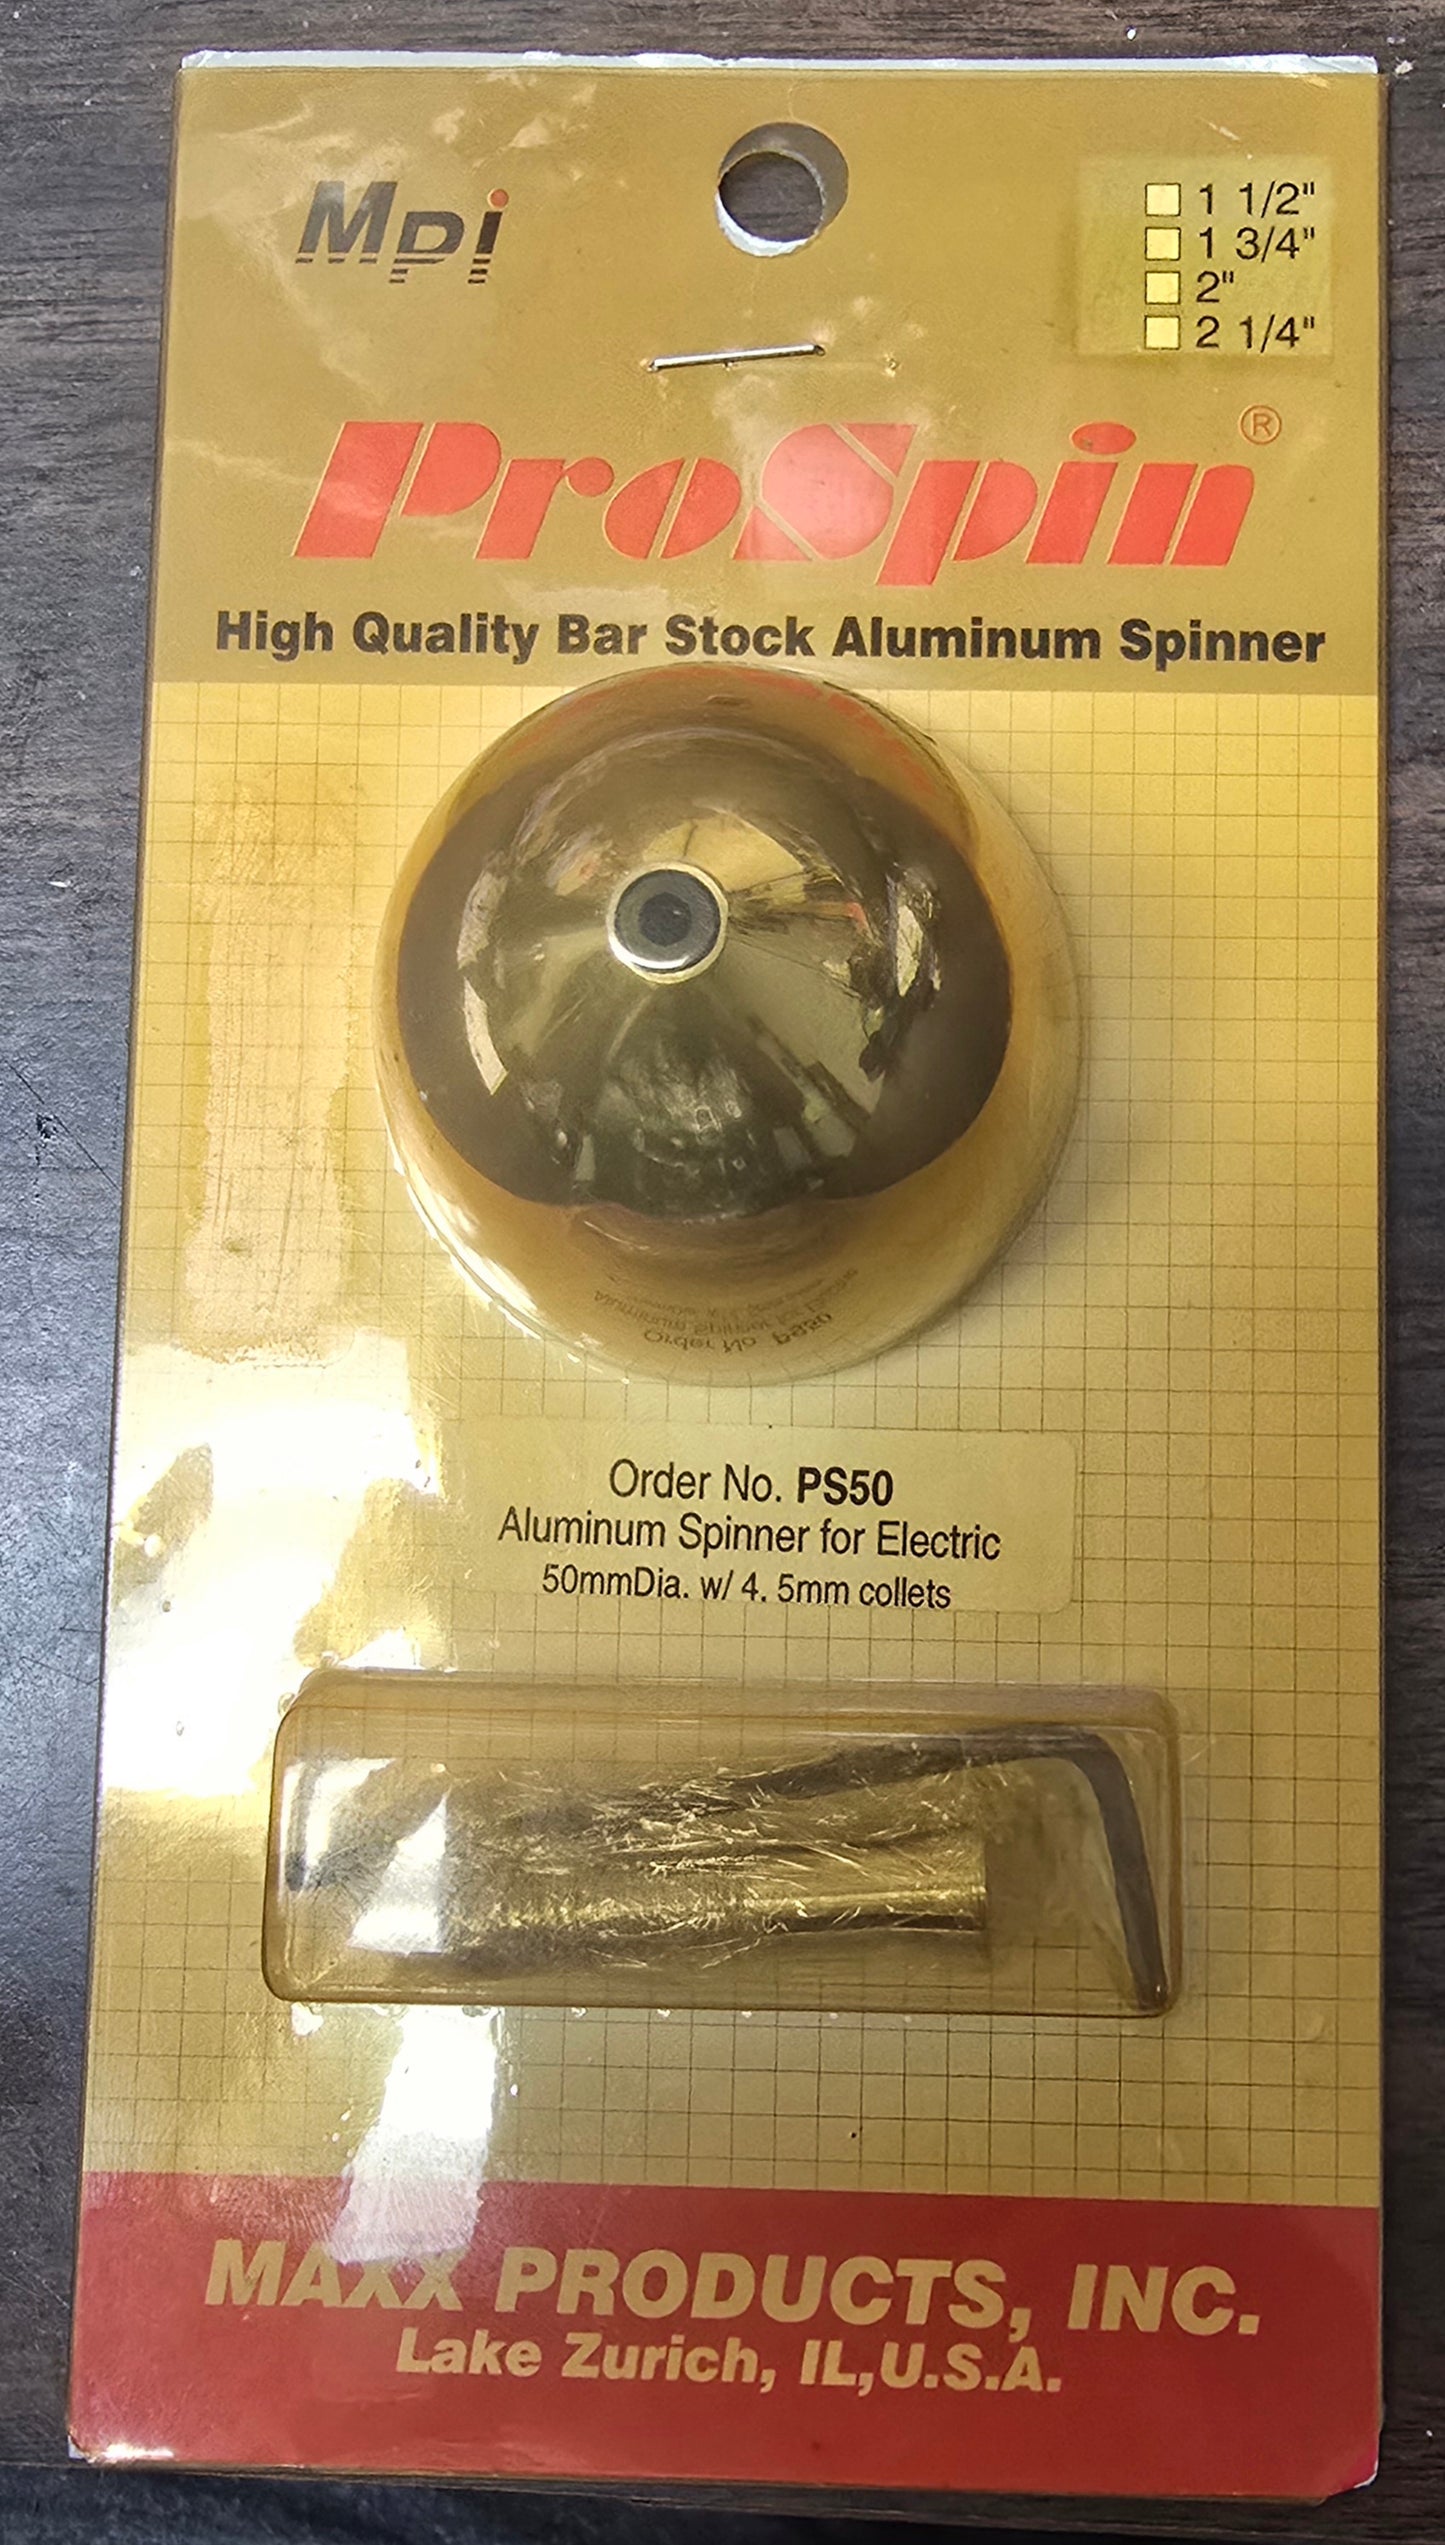 MPI
1 1/2"
1 3/4"
2"
2 1/4"
ProSpin®
High Quality Bar Stock Aluminum Spinner
Order No. PS50
Aluminum Spinner for Electric
50mmDia. w/ 4. 5mm collets
MAXX PRODUCTS, INC.
Lake Zurich, IL,U.S.A.